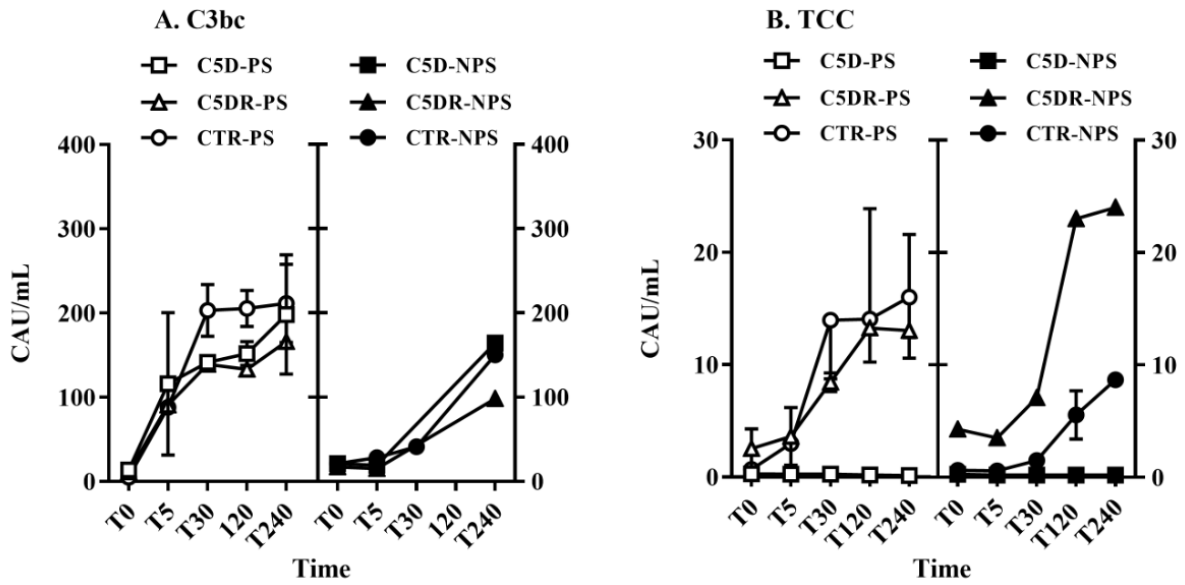 A. C3bc
C5D-PS
C5D-NPS
C5DR-PS
C5DR-NPS
CTR-PS
CTR-NPS
400
300
200
100
0
CAU/mL
400
300
200
100
0
T0 T5 T30 120 T240
T0 T5 T30 120 T240
Time
B. TCC
C5D-PS
C5D-NPS
C5DR-PS
C5DR-NPS
CTR-PS
CTR-NPS
30
20
10
0
CAU/mL
30
20
10
0
T0 T5 T30 T120 T240
T0 T5 T30 T120 T240
Time